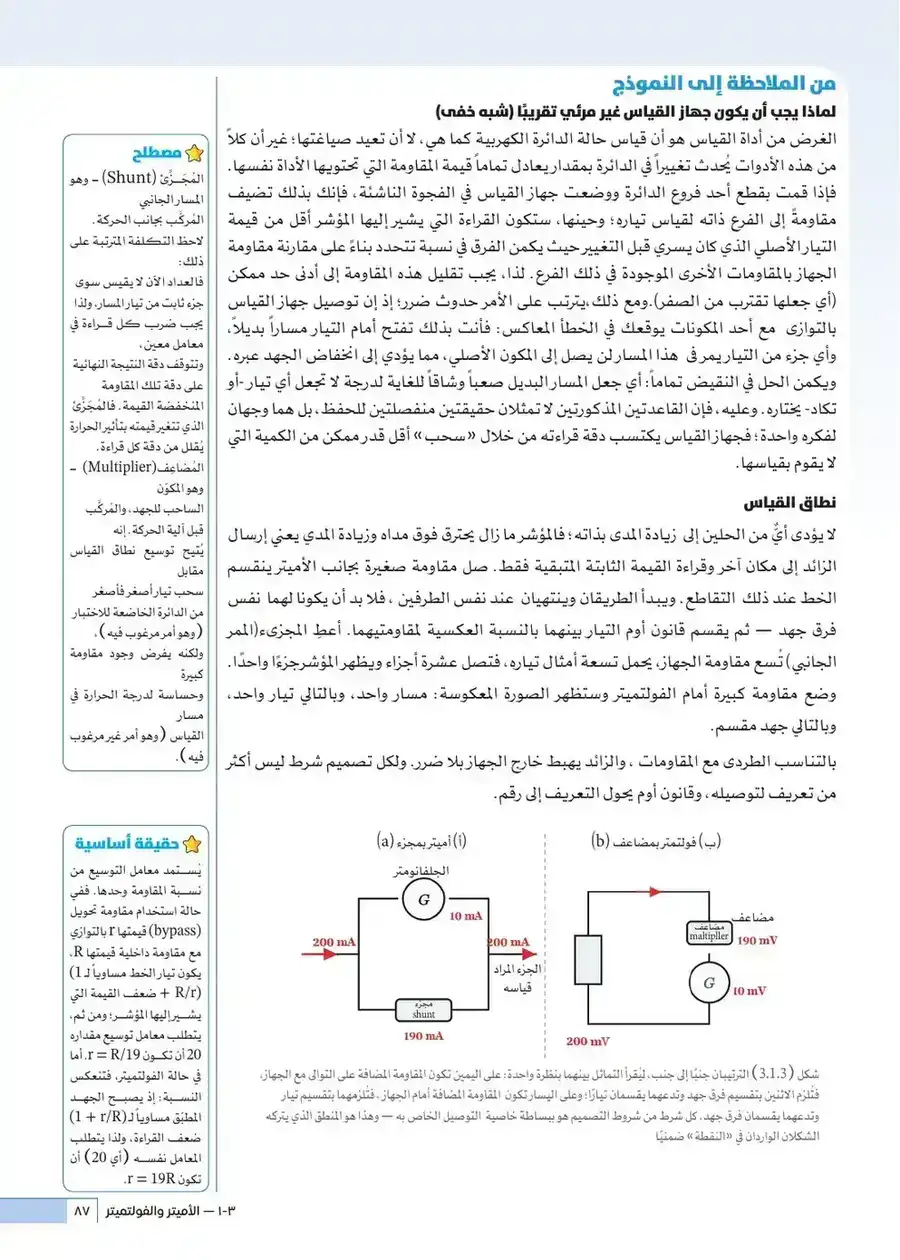 من الملاحظة إلى النموذج
لماذا يجب أن يكون جهاز القياس غير مرئي تقريبًا (شبه خفى)
الغرض من أداة القياس هو أن قياس حالة الدائرة الكهربية كما هي، لا أن تعيد صياغتها؛ غير أن كلاً
من هذه الأدوات يُحدث تغييراً في الدائرة بمقدار يعادل تماماً قيمة المقاومة التي تحتويها الأداة نفسها.
فإذا قمت بقطع أحد فروع الدائرة ووضعت جهاز القياس في الفجوة الناشئة، فإنك بذلك تضيف
مقاومةً إلى الفرع ذاته لقياس تياره؛ وحينها، ستكون القراءة التي يشير إليها المؤشر أقل من قيمة
التيار الأصلي الذي كان يسري قبل التغيير حيث يكمن الفرق في نسبة تتحدد بناءً على مقارنة مقاومة
الجهاز بالمقاومات الأخرى الموجودة في ذلك الفرع. لذا، يجب تقليل هذه المقاومة إلى أدنى حد ممكن
(أي جعلها تقترب من الصفر).ومع ذلك،يترتب على الأمر حدوث ضرر؛ إذ إن توصيل جهاز القياس
بالتوازى مع أحد المكونات يوقعك في الخطأ المعاكس: فأنت بذلك تفتح أمام التيار مساراً بديلاً،
وأي جزء من التيار يمر في هذا المسار لن يصل إلى المكون الأصلي، مما يؤدي إلى انخفاض الجهد عبره.
ويكمن الحل في النقيض تماماً: أي جعل المسار البديل صعباً وشاقاً للغاية لدرجة لا تجعل أي تيار -أو
تكاد- يختاره. وعليه، فإن القاعدتين المذكورتين لا تمثلان حقيقتين منفصلتين للحفظ، بل هما وجهان
لفكره واحدة؛ فجهاز القياس يكتسب دقة قراءته من خلال «سحب» أقل قدر ممكن من الكمية التي
لا يقوم بقياسها.
نطاق القياس
لا يؤدى أيٌّ من الحلين إلى زيادة المدى بذاته؛ فالمؤشر ما زال يحترق فوق مداه وزيادة المدي يعني إرسال
الزائد إلى مكان آخر وقراءة القيمة الثابتة المتبقية فقط. صل مقاومة صغيرة بجانب الأميتر ينقسم
الخط عند ذلك التقاطع. ويبدأ الطريقان وينتهيان عند نفس الطرفين ، فلا بد أن يكونا لهما نفس
فرق جهد — ثم يقسم قانون أوم التيار بينهما بالنسبة العكسية لمقاومتيهما. أعطِ المجزىء(الممر
الجانبي) تُسع مقاومة الجهاز، يحمل تسعة أمثال تياره، فتصل عشرة أجزاء ويظهر المؤشرجزءًا واحدًا.
وضع مقاومة كبيرة أمام الفولتميتر وستظهر الصورة المعكوسة: مسار واحد، وبالتالي تيار واحد،
وبالتالي جهد مقسم.
بالتناسب الطردى مع المقاومات ، والزائد يهبط خارج الجهاز بلا ضرر. ولكل تصميم شرط ليس أكثر
من تعريف لتوصيله، وقانون أوم يحول التعريف إلى رقم.
(أ) أميتر بمجزء (a)
الجلفانومتر
G
10 mA
200 mA
200 mA
الجزء المراد
قياسه
مجزء
shunt
190 mA
(ب) فولتمتر بمضاعف (b)
مضاعف
مضاعف
maltipller
190 mV
G
10 mV
200 mV
شكل (3.1.3) الترتيبان جنبًا إلى جنب، ليُقرأ التماثل بينهما بنظرة واحدة: على اليمين تكون المقاومة المضافة على التوالى مع الجهاز،
فتُلزم الاثنين بتقسيم فرق جهد وتدعهما يقسمان تيارًا؛ وعلى اليسار تكون المقاومة المضافة أمام الجهاز، فتُلزمهما بتقسيم تيار
وتدعهما يقسمان فرق جهد. كل شرط من شروط التصميم هو ببساطة خاصية التوصيل الخاص به — وهذا هو المنطق الذي يتركه
الشكلان الواردان في «النقطة» ضمنيًا
مصطلح
المُجَـزِّئ (Shunt) – وهو
المسار الجانبي
المُركَّب بجانب الحركة.
لاحظ التكلفة المترتبة على
ذلك:
فالعداد الآن لا يقيس سوى
جزء ثابت من تيار المسار، ولذا
يجب ضرب كل قراءة في
معامل معين،
وتتوقف دقة النتيجة النهائية
على دقة تلك المقاومة
المنخفضة القيمة. فالمُجَزِّئ
الذي تتغير قيمته بتأثير الحرارة
يُقلل من دقة كل قراءة.
المُضاعِف(Multiplier) –
وهو المكوّن
الساحب للجهد، والمُركَّب
قبل آلية الحركة. إنه
يُتيح توسيع نطاق القياس
مقابل
سحب تيار أصغر فأصغر
من الدائرة الخاضعة للاختبار
(وهو أمر مرغوب فيه)،
ولكنه يفرض وجود مقاومة
كبيرة
وحساسة لدرجة الحرارة في
مسار
القياس (وهو أمر غير مرغوب
فيه).
حقيقة أساسية
يُستمد معامل التوسيع من
نسبة المقاومة وحدها. ففي
حالة استخدام مقاومة تحويل
(bypass) قيمتها r بالتوازي
مع مقاومة داخلية قيمتها R،
يكون تيار الخط مساوياً لـ 1)
(R/r + ضعف القيمة التي
يشير إليها المؤشر؛ ومن ثم،
يتطلب معامل توسيع مقداره
20 أن تكون r = R/19. أما
في حالة الفولتميتر، فتنعكس
النسبة: إذ يصبح الجهد
المطبّق مساوياً لـ (1 + r/R)
ضعف القراءة، ولذا يتطلب
المعامل نفسه (أي 20) أن
تكون r = 19R.
٣-١ — الأميتر والفولتميتر ٨٧